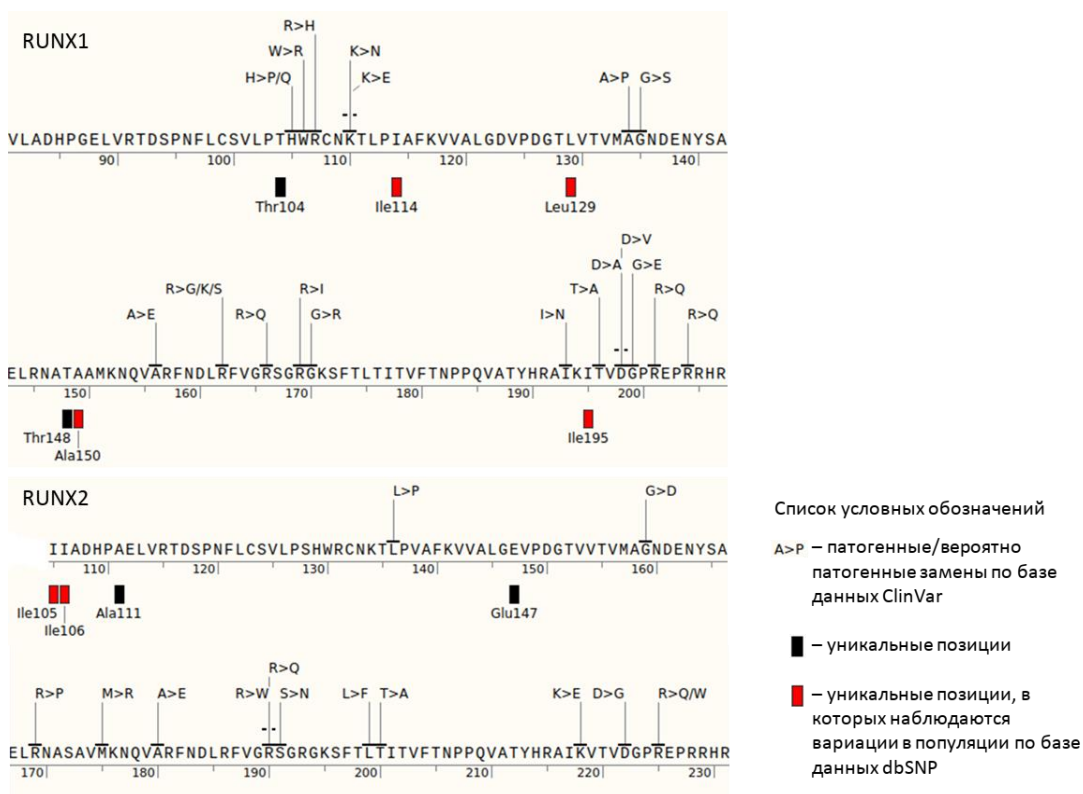 RUNX1
R>H
W>R K>N
H>P/Q K>E A>P G>S
VLADHPGELVRTDSPNFLCSVLPTHWRCNKTLPIAFKVVALGDVPDGTLVTVMAGNDENYSA
90 100 110 120 130 140
Thr104 Ile114 Leu129
D>V
D>A G>E
R>G/K/S R>I T>A R>Q
A>E R>Q G>R I>N R>Q
ELRNATAAMKNQVARFNDLRFVGRSGRGKSFTLTITVFTNPPQVATYHRAIKITVDGPREPRRHR
150 160 170 180 190 200
Thr148 Ile195
Ala150
RUNX2
L>P G>D
IIADHPAELVRTDSPNFLCSVLPSHWRCNKTLPVAFKVVALGEVPDGTVVTVMAGNDENYSA
110 120 130 140 150 160
Ile105 Ala111 Glu147
Ile106
R>Q
R>P M>R A>E R>W S>N L>F T>A K>E D>G R>Q/W
ELRNASAVMKNQVARFNDLRFVGRSGRGKSFTLTITVFTNPPQVATYHRAIKVTVDGPREPRRHR
170 180 190 200 210 220 230
Список условных обозначений
A>P – патогенные/вероятно
патогенные замены по базе
данных ClinVar
– уникальные позиции
– уникальные позиции, в
которых наблюдаются
вариации в популяции по базе
данных dbSNP